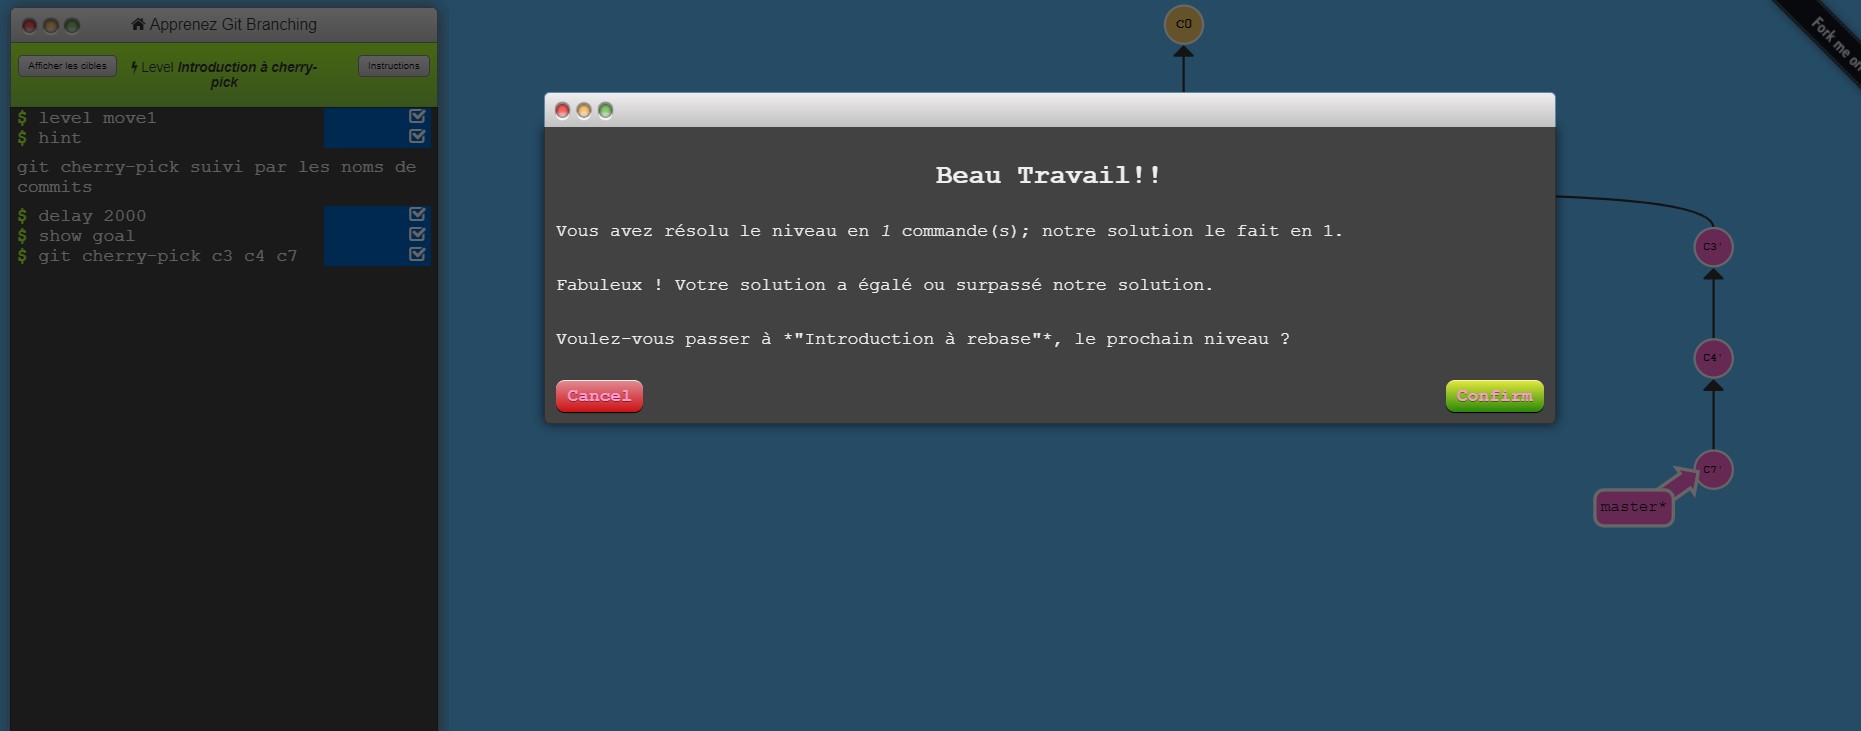 Apprenez Git Branching
Afficher les cibles
Level Introduction à cherry-
pick
Instructions
$ level move1
$ hint
git cherry-pick suivi par les noms de
commits
$ delay 2000
$ show goal
$ git cherry-pick c3 c4 c7
C0
Fork me on
Beau Travail!!
Vous avez résolu le niveau en 1 commande(s); notre solution le fait en 1.
Fabuleux ! Votre solution a égalé ou surpassé notre solution.
Voulez-vous passer à *"Introduction à rebase"*, le prochain niveau ?
Cancel
Confirm
C3'
C4'
C7'
master*